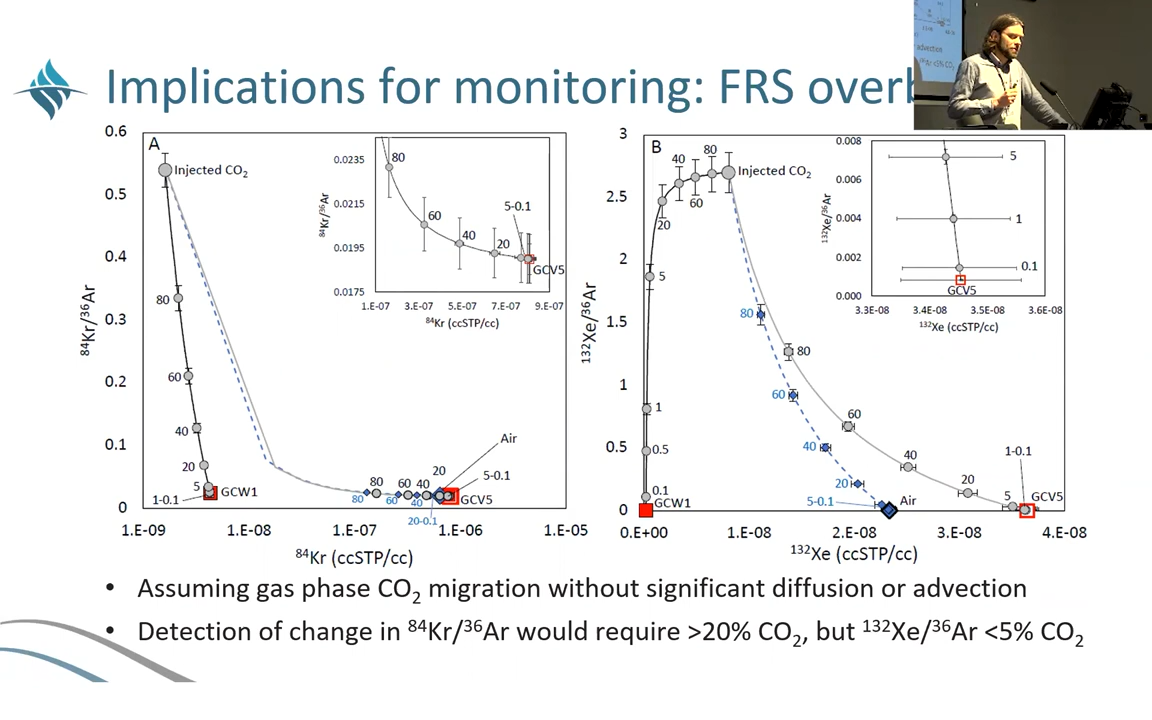 Implications for monitoring: FRS overb
A
0.6
0.5
0.4
0.3
0.2
0.1
0
⁸⁴Kr/³⁶Ar
Injected CO₂
80
60
40
20
5
1-0.1
GCW1
80
60
40
20
5-0.1
Air
GCV5
80
60
40
20-0.1
1.E-09
1.E-08
1.E-07
1.E-06
1.E-05
⁸⁴Kr (ccSTP/cc)
0.0235
0.0215
0.0195
0.0175
⁸⁴Kr/³⁶Ar
80
60
40
20
5-0.1
GCV5
1.1E-07
3.E-07
5.E-07
7.E-07
9.E-07
⁸⁴Kr (ccSTP/cc)
B
3
2.5
2
1.5
1
0.5
0
¹³²Xe/³⁶Ar
80
40
60
20
5
1
0.5
0.1
GCW1
Injected CO₂
80
60
40
20
5
1-0.1
GCV5
80
60
40
20
5-0.1
Air
0.E+00
1.E-08
2.E-08
3.E-08
4.E-08
¹³²Xe (ccSTP/cc)
0.008
0.006
0.004
0.002
0.000
¹³²Xe/³⁶Ar
5
1
0.1
GCV5
3.3E-08
3.4E-08
3.5E-08
3.6E-08
¹³²Xe (ccSTP/cc)
• Assuming gas phase CO₂ migration without significant diffusion or advection
• Detection of change in ⁸⁴Kr/³⁶Ar would require >20% CO₂, but ¹³²Xe/³⁶Ar <5% CO₂